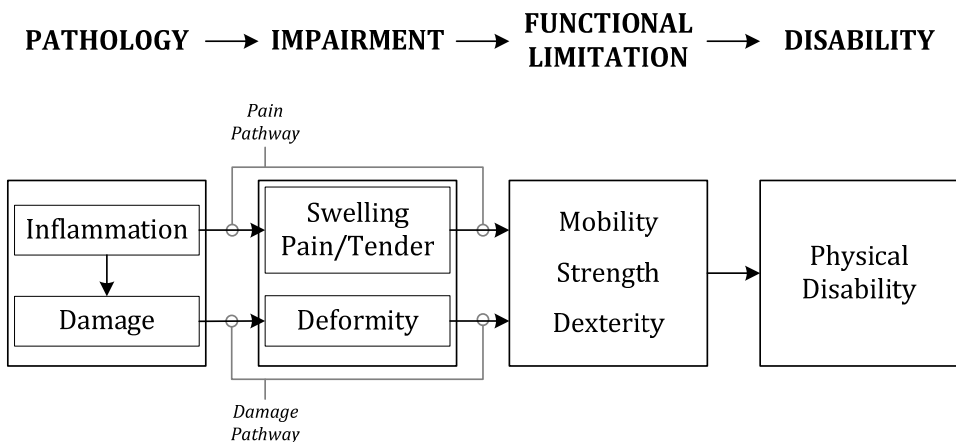 PATHOLOGY
IMPAIRMENT
FUNCTIONAL
LIMITATION
DISABILITY
Pain
Pathway
Inflammation
Damage
Swelling
Pain/Tender
Deformity
Mobility
Strength
Dexterity
Physical
Disability
Damage
Pathway